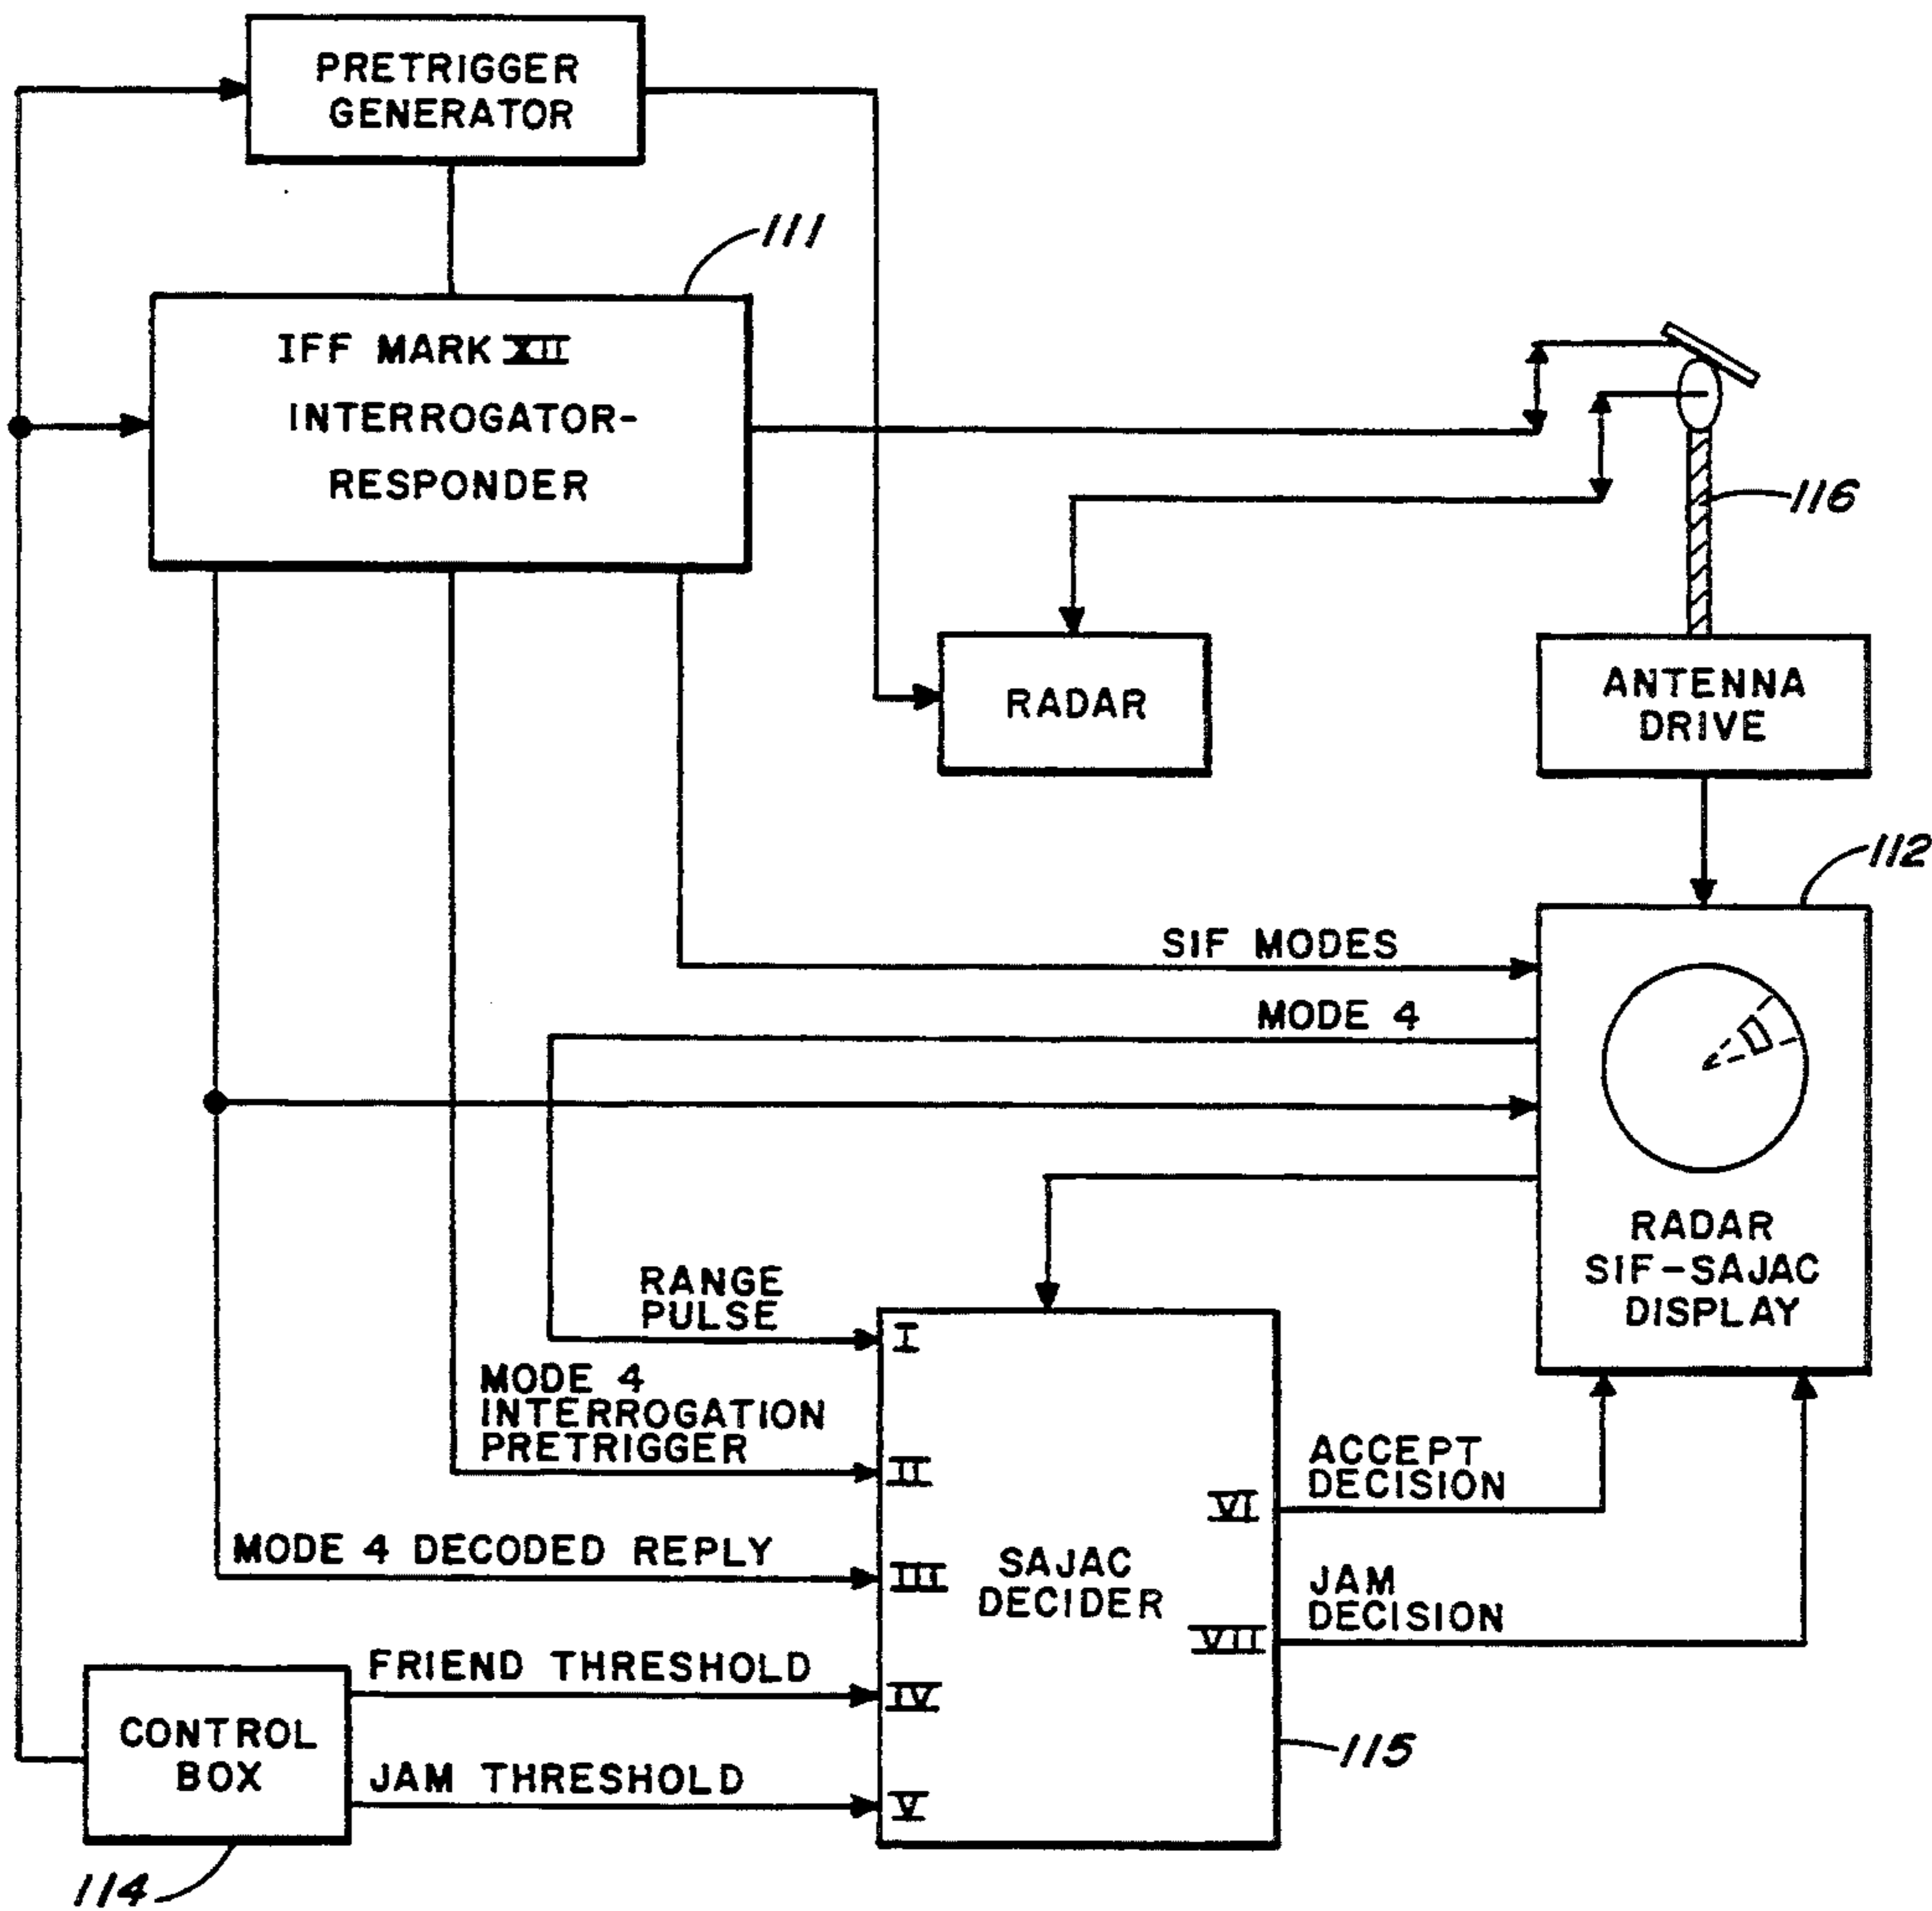 PRETRIGGER
GENERATOR
111
IFF MARK XII
INTERROGATOR-
RESPONDER
116
RADAR
ANTENNA
DRIVE
112
SIF MODES
MODE 4
RADAR
SIF-SAJAC
DISPLAY
RANGE
PULSE
I
MODE 4
INTERROGATION
PRETRIGGER
II
ACCEPT
DECISION
VI
MODE 4 DECODED REPLY
III
SAJAC
DECIDER
JAM
DECISION
VII
FRIEND THRESHOLD
IV
CONTROL
BOX
JAM THRESHOLD
V
115
114